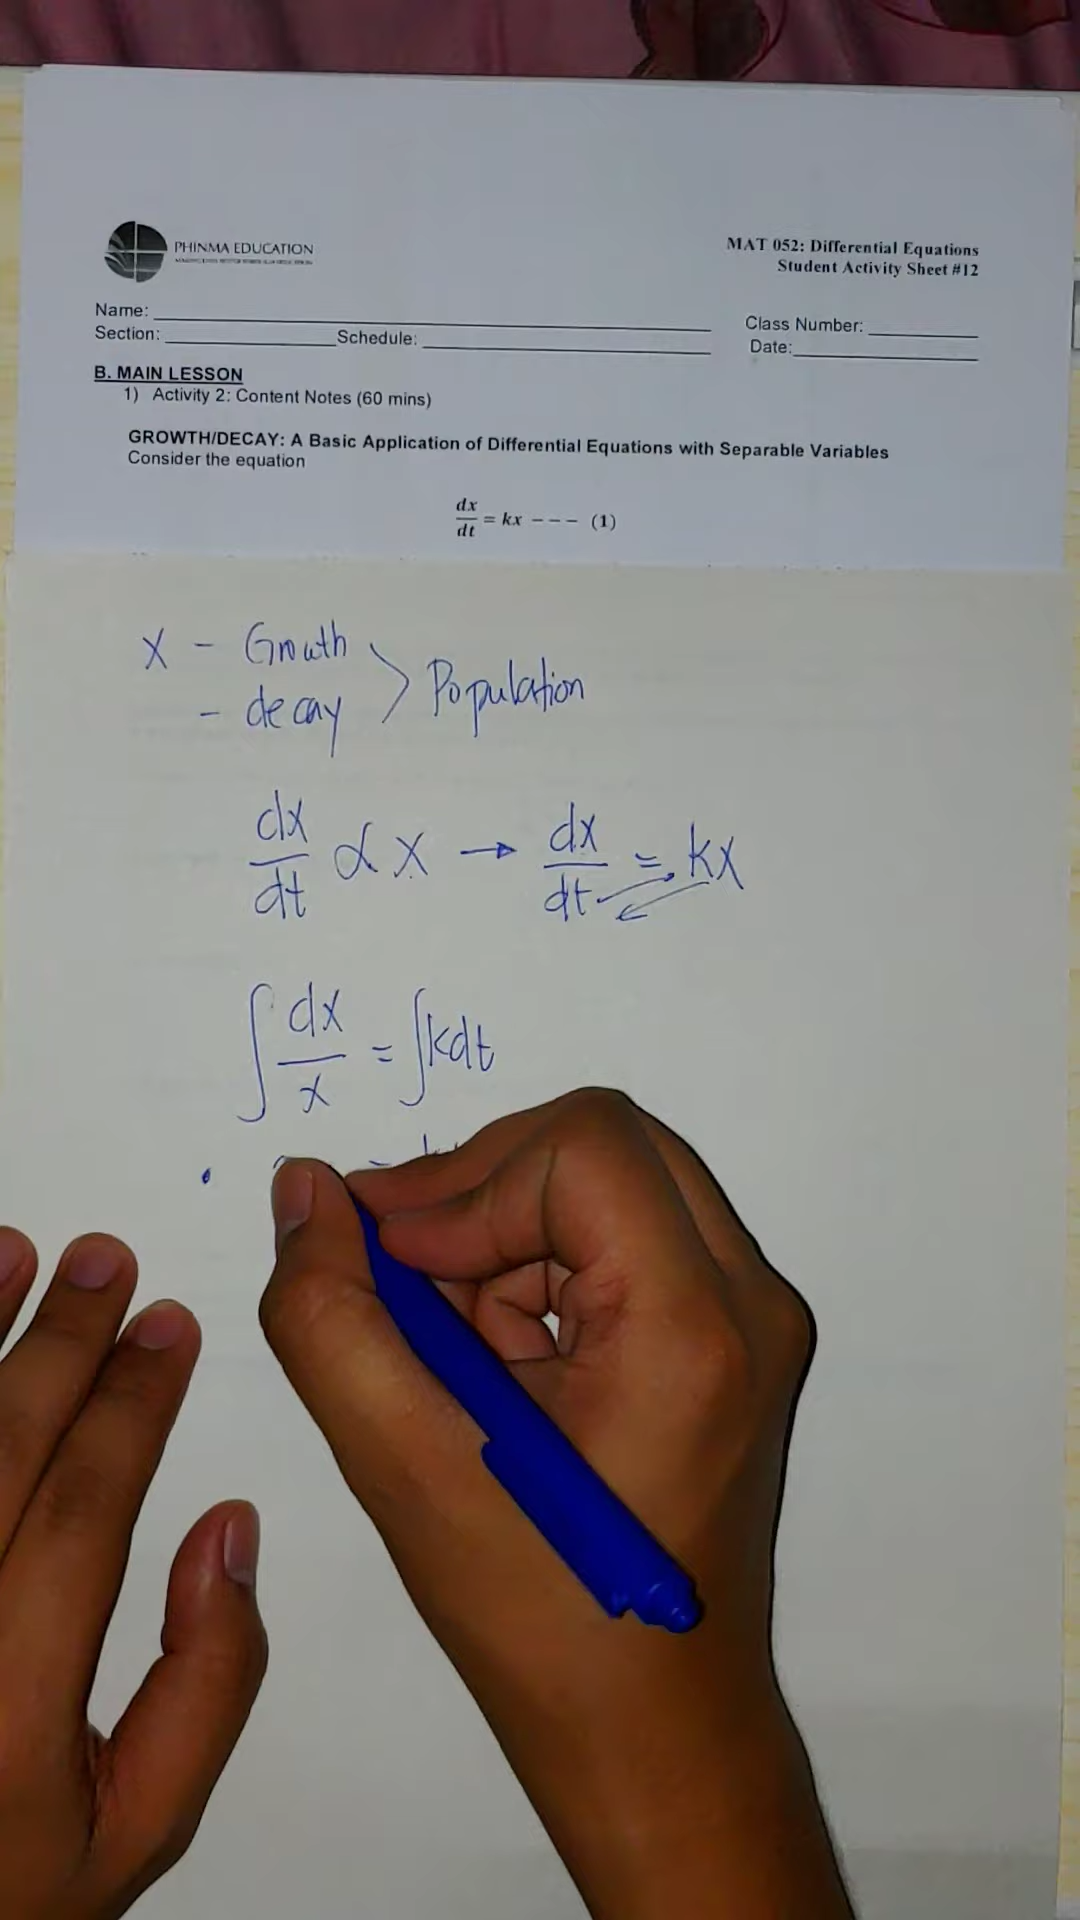 PHINMA EDUCATION
MAT 052: Differential Equations
Student Activity Sheet #12
Name:
Class Number:
Section: Schedule:
Date:
B. MAIN LESSON
1) Activity 2: Content Notes (60 mins)
GROWTH/DECAY: A Basic Application of Differential Equations with Separable Variables
Consider the equation
dx/dt = kx --- (1)
x - Growth
- decay > Population
dx/dt ∝ x → dx/dt = kx
∫ dx/x = ∫kdt